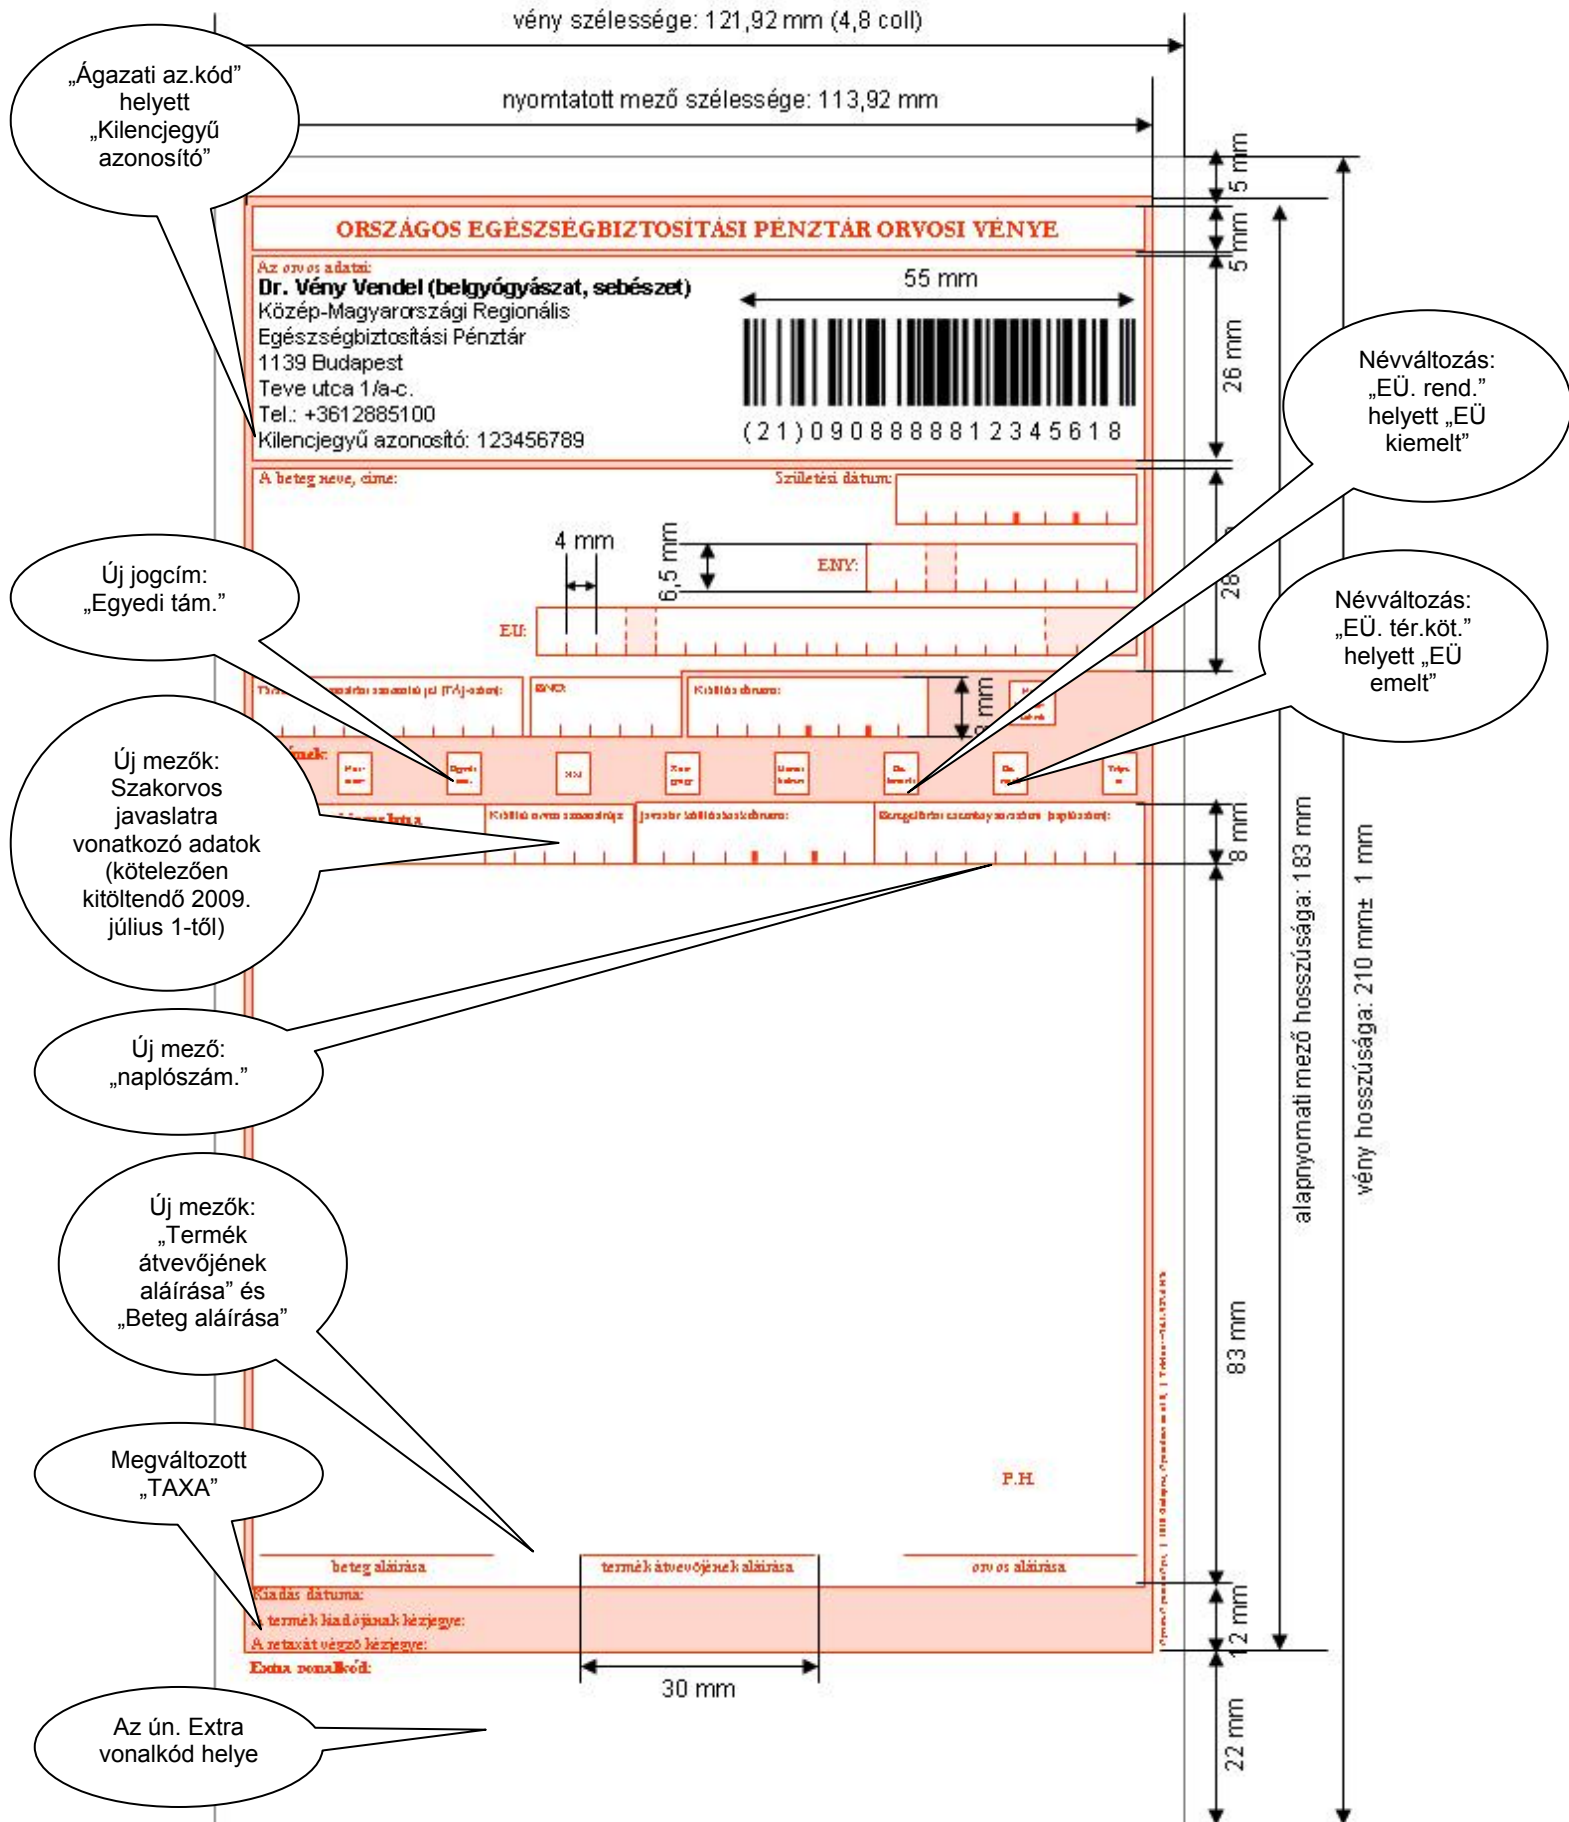 vény szélessége: 121,92 mm (4,8 coll)
nyomtatott mező szélessége: 113,92 mm
„Ágazati az.kód”
helyett
„Kilencjegyű
azonosító”
5 mm
ORSZÁGOS EGÉSZSÉGBIZTOSÍTÁSI PÉNZTÁR ORVOSI VÉNYE
5 mm
Az orvos adatai:
Dr. Vény Vendel (belgyógyászat, sebészet)
Közép-Magyarországi Regionális
Egészségbiztosítási Pénztár
1139 Budapest
Teve utca 1/a-c.
Tel.: +3612885100
Kilencjegyű azonosító: 123456789
55 mm
(21)0908888812345618
26 mm
Névváltozás:
„EÜ. rend.”
helyett „EÜ
kiemelt”
A beteg neve, címe:
Születési dátum:
4 mm
6,5 mm
ENY:
28
EU:
Új jogcím:
„Egyedi tám.”
Névváltozás:
„EÜ. tér.köt.”
helyett „EÜ
emelt”
(TAJ-szám):
BNO:
Kiállítás dátuma:
mm
Új mezők:
Szakorvos
javaslatra
vonatkozó adatok
(kötelezően
kitöltendő 2009.
július 1-től)
Kiállító orvos azonosítója:
Javaslat kiállításának dátuma:
(naplószám):
8 mm
Új mező:
„naplószám.”
Új mezők:
„Termék
átvevőjének
aláírása” és
„Beteg aláírása”
83 mm
alapnyomati mező hosszúsága: 183 mm
vény hosszúsága: 210 mm± 1 mm
Megváltozott
„TAXA”
P.H.
beteg aláírása
termék átvevőjének aláírása
orvos aláírása
Kiadás dátuma:
A termék kiadójának kézjegye:
A retaxát végző kézjegye:
12 mm
Extra vonalkód:
30 mm
22 mm
Az ún. Extra
vonalkód helye